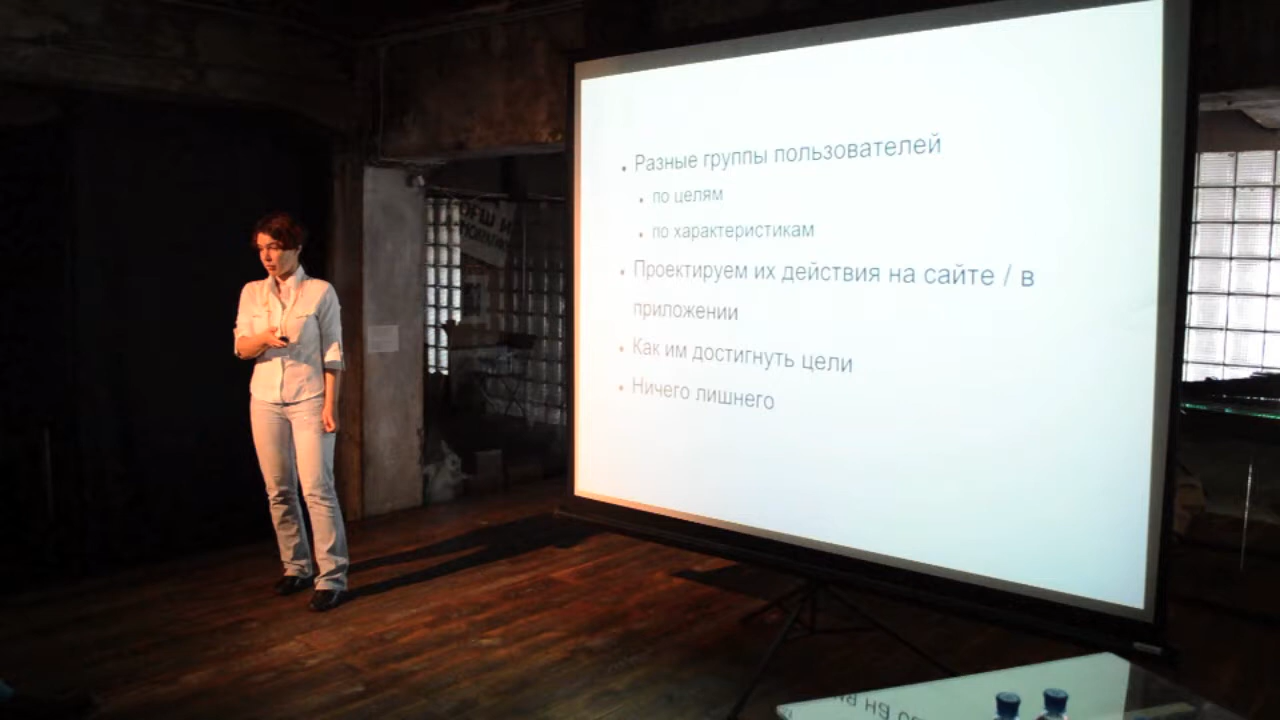 Разные группы пользователей
по целям
по характеристикам
Проектируем их действия на сайте / в
приложении
Как им достигнуть цели
Ничего лишнего